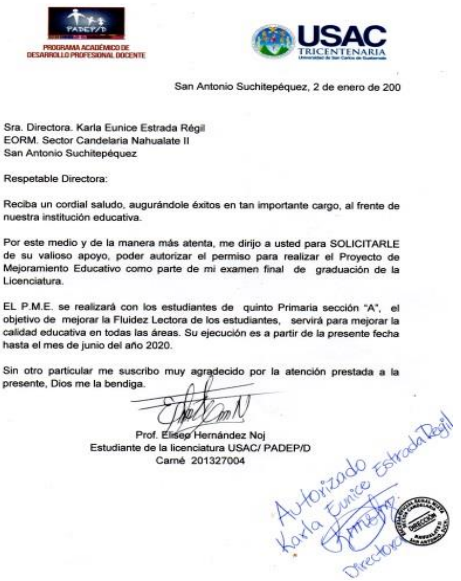 PADEP/D
PROGRAMA ACADÉMICO DE
DESARROLLO PROFESIONAL DOCENTE
USAC
TRICENTENARIA
Universidad de San Carlos de Guatemala
San Antonio Suchitepéquez, 2 de enero de 200
Sra. Directora. Karla Eunice Estrada Régil
EORM. Sector Candelaria Nahualate II
San Antonio Suchitepéquez
Respetable Directora:
Reciba un cordial saludo, augurándole éxitos en tan importante cargo, al frente de
nuestra institución educativa.
Por este medio y de la manera más atenta, me dirijo a usted para SOLICITARLE
de su valioso apoyo, poder autorizar el permiso para realizar el Proyecto de
Mejoramiento Educativo como parte de mi examen final de graduación de la
Licenciatura.
EL P.M.E. se realizará con los estudiantes de quinto Primaria sección "A", el
objetivo de mejorar la Fluidez Lectora de los estudiantes, servirá para mejorar la
calidad educativa en todas las áreas. Su ejecución es a partir de la presente fecha
hasta el mes de junio del año 2020.
Sin otro particular me suscribo muy agradecido por la atención prestada a la
presente, Dios me la bendiga.
Prof. Eliseo Hernández Noj
Estudiante de la licenciatura USAC/ PADEP/D
Carné 201327004
Autorizado
Karla Eunice Estrada Regil
Directora
DIRECCIÓN